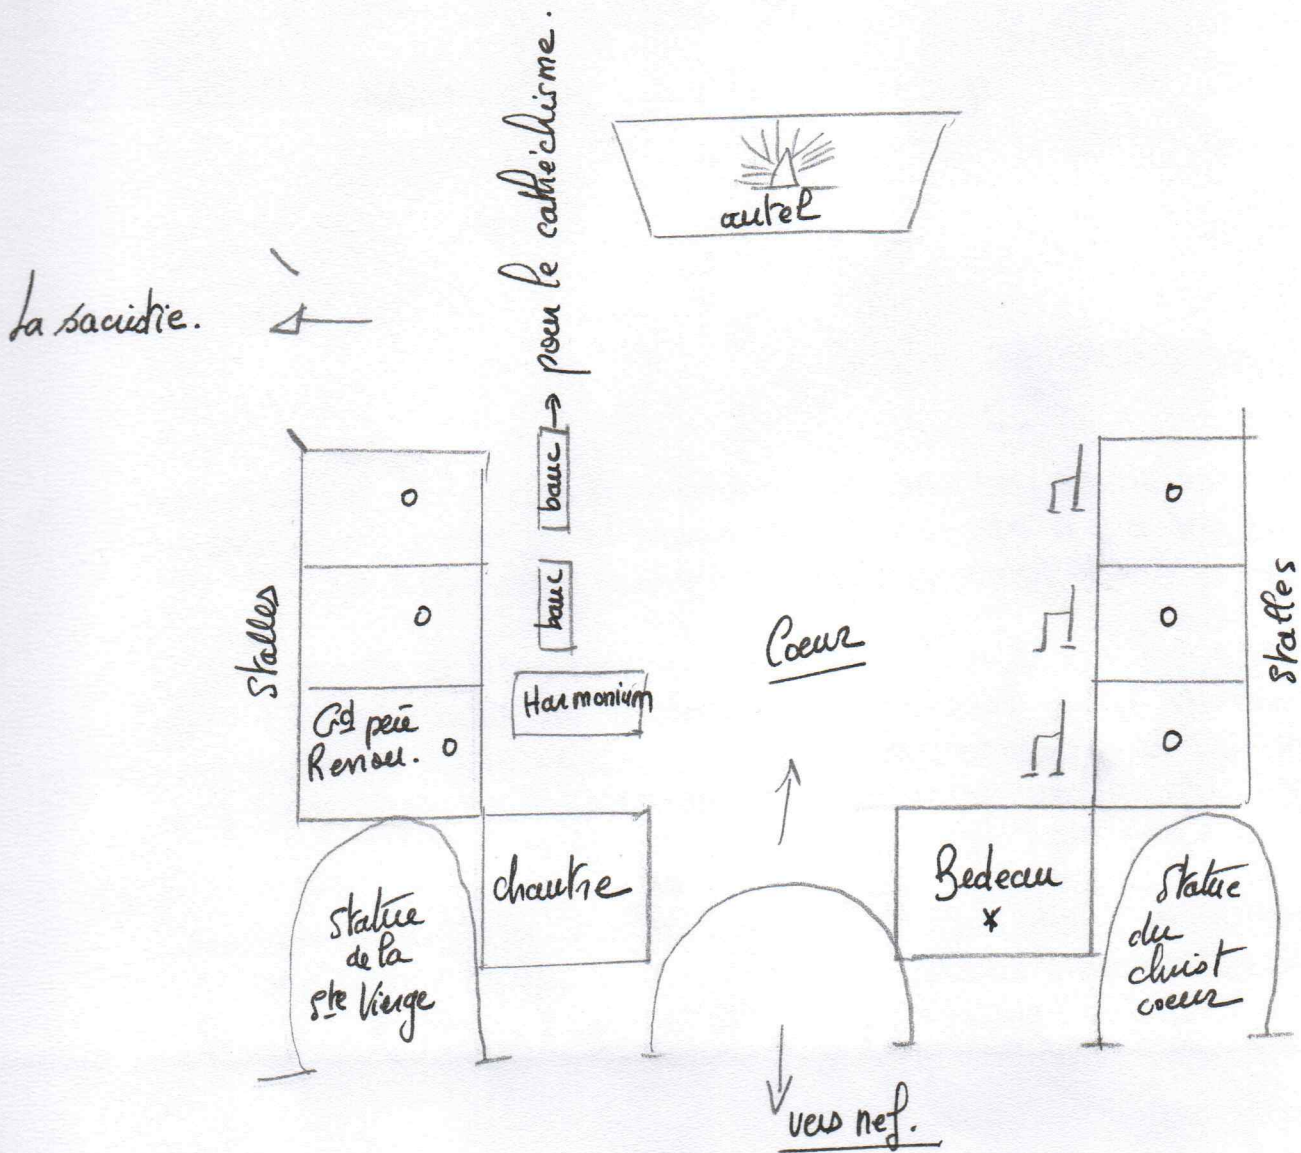 pour le cathéchisme.
autel
La sacristie.
banc
banc
Stalles
Stalles
Coeur
Harmonium
Gd père
Renou.
chantre
Bedeau
*
Statue
de la
Ste Vierge
Statue
du
christ
coeur
vers nef.